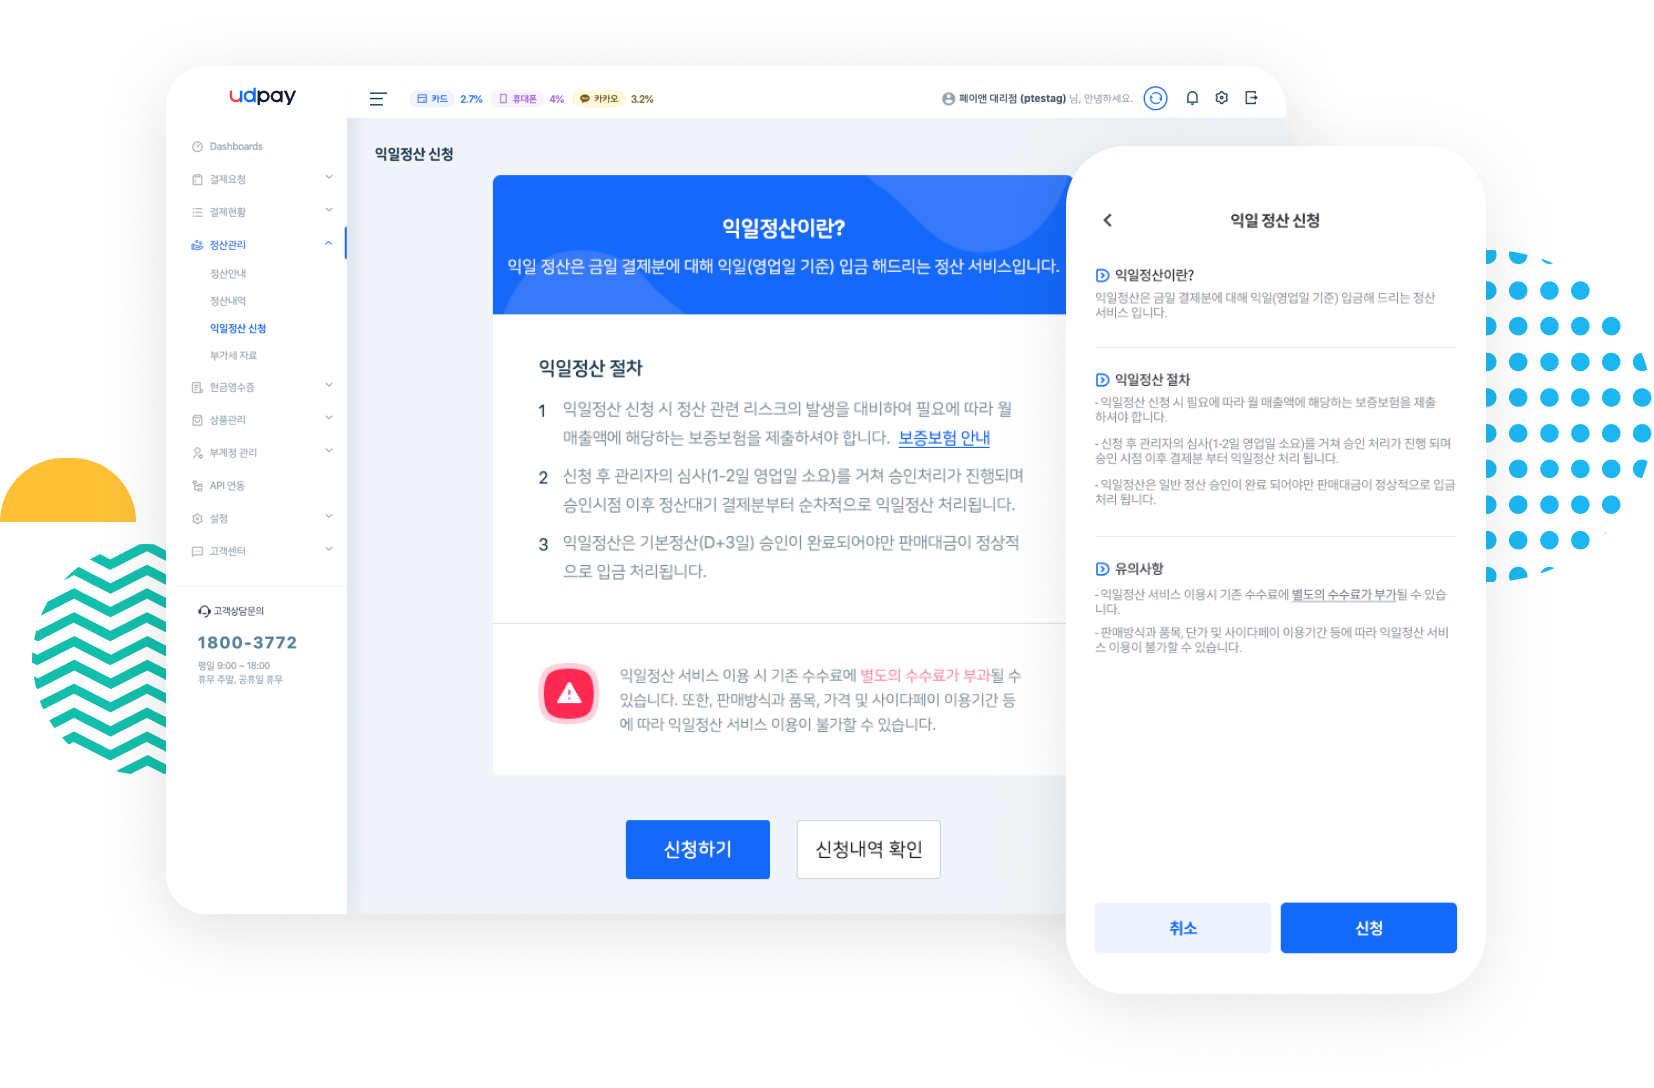 udpay
카드 2.7% 휴대폰 4% 카카오 3.2%
페이앤 대리점 (ptestag) 님, 안녕하세요.
Dashboards
결제요청
결제현황
정산관리
정산안내
정산내역
익일정산 신청
부가세 자료
현금영수증
상품관리
부계정 관리
API 연동
설정
고객센터
고객상담문의
1800-3772
평일 9:00 ~ 18:00
휴무 주말, 공휴일 휴무
익일정산 신청
익일정산이란?
익일 정산은 금일 결제분에 대해 익일(영업일 기준) 입금 해드리는 정산 서비스입니다.
익일정산 절차
1 익일정산 신청 시 정산 관련 리스크의 발생을 대비하여 필요에 따라 월
매출액에 해당하는 보증보험을 제출하셔야 합니다. 보증보험 안내
2 신청 후 관리자의 심사(1-2일 영업일 소요)를 거쳐 승인처리가 진행되며
승인시점 이후 정산대기 결제분부터 순차적으로 익일정산 처리됩니다.
3 익일정산은 기본정산(D+3일) 승인이 완료되어야만 판매대금이 정상적
으로 입금 처리됩니다.
익일정산 서비스 이용 시 기존 수수료에 별도의 수수료가 부과될 수
있습니다. 또한, 판매방식과 품목, 가격 및 사이다페이 이용기간 등
에 따라 익일정산 서비스 이용이 불가할 수 있습니다.
신청하기
신청내역 확인
익일 정산 신청
익일정산이란?
익일정산은 금일 결제분에 대해 익일(영업일 기준) 입금해 드리는 정산
서비스 입니다.
익일정산 절차
- 익일정산 신청 시 필요에 따라 월 매출액에 해당하는 보증보험을 제출
하셔야 합니다.
- 신청 후 관리자의 심사(1-2일 영업일 소요)를 거쳐 승인 처리가 진행 되며
승인 시점 이후 결제분 부터 익일정산 처리 됩니다.
- 익일정산은 일반 정산 승인이 완료 되어야만 판매대금이 정상적으로 입금
처리 됩니다.
유의사항
- 익일정산 서비스 이용시 기존 수수료에 별도의 수수료가 부가될 수 있습
니다.
- 판매방식과 품목, 단가 및 사이다페이 이용기간 등에 따라 익일정산 서비
스 이용이 불가할 수 있습니다.
취소
신청